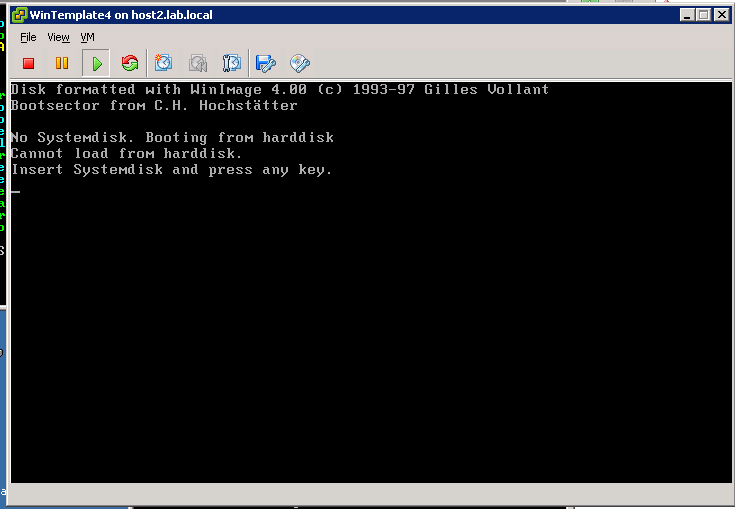 WinTemplate4 on host2.lab.local
File View VM
Disk formatted with WinImage 4.00 (c) 1993-97 Gilles Vollant
Bootsector from C.H. Hochstätter
No Systemdisk. Booting from harddisk
Cannot load from harddisk.
Insert Systemdisk and press any key.